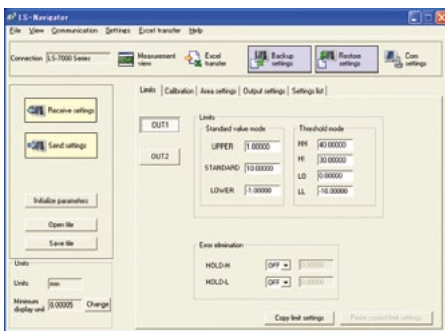 LS-Navigator
File View Communication Settings Excel transfer Help
Connection LS-7000 Series
Measurement view
Excel transfer
Backup settings
Restore settings
Com settings
Receive settings
Send settings
Initialize parameters
Open file
Save file
Units
Units mm
Minimum display unit 0.00005 Change
Limits Calibration Area settings Output settings Settings list
OUT1
OUT2
Limits
Standard value mode
UPPER 1.00000
STANDARD 10.00000
LOWER -1.00000
Threshold mode
HH 40.00000
HI 30.00000
LO 0.00000
LL -10.00000
Error elimination
HOLD-H OFF 0.00000
HOLD-L OFF 0.00000
Copy limit settings
Paste copied limit settings